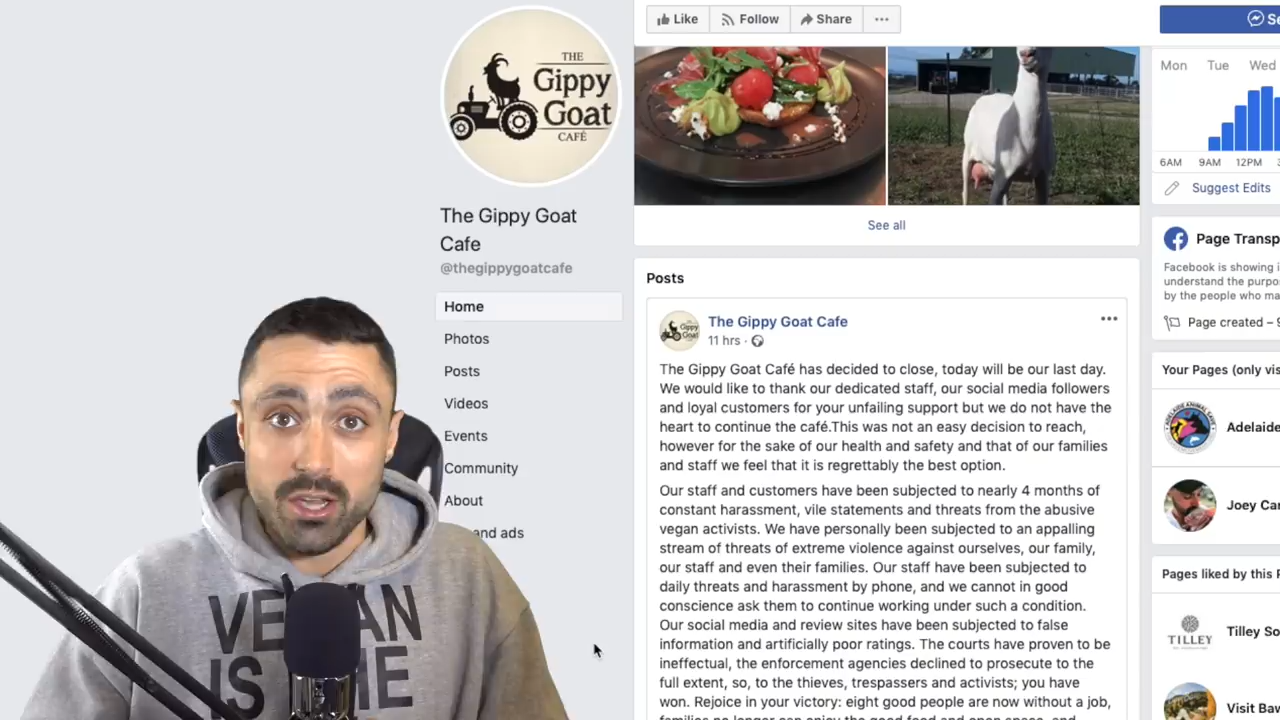 THE
Gippy
Goat
CAFÉ
The Gippy Goat
Cafe
@thegippygoatcafe
Home
Photos
Posts
Videos
Events
Community
About
and ads
Like
Follow
Share
See all
Posts
The Gippy Goat Cafe
11 hrs ·
The Gippy Goat Café has decided to close, today will be our last day.
We would like to thank our dedicated staff, our social media followers
and loyal customers for your unfailing support but we do not have the
heart to continue the café.This was not an easy decision to reach,
however for the sake of our health and safety and that of our families
and staff we feel that it is regrettably the best option.
Our staff and customers have been subjected to nearly 4 months of
constant harassment, vile statements and threats from the abusive
vegan activists. We have personally been subjected to an appalling
stream of threats of extreme violence against ourselves, our family,
our staff and even their families. Our staff have been subjected to
daily threats and harassment by phone, and we cannot in good
conscience ask them to continue working under such a condition.
Our social media and review sites have been subjected to false
information and artificially poor ratings. The courts have proven to be
ineffectual, the enforcement agencies declined to prosecute to the
full extent, so, to the thieves, trespassers and activists; you have
won. Rejoice in your victory: eight good people are now without a job,
Se
Mon Tue Wed
6AM 9AM 12PM 3
Suggest Edits
Page Transp
Facebook is showing i
understand the purpo
by the people who ma
Page created – 9
Your Pages (only vis
Adelaide
Joey Car
Pages liked by this P
TILLEY
Tilley So
Visit Baw
VE AN
IS ME